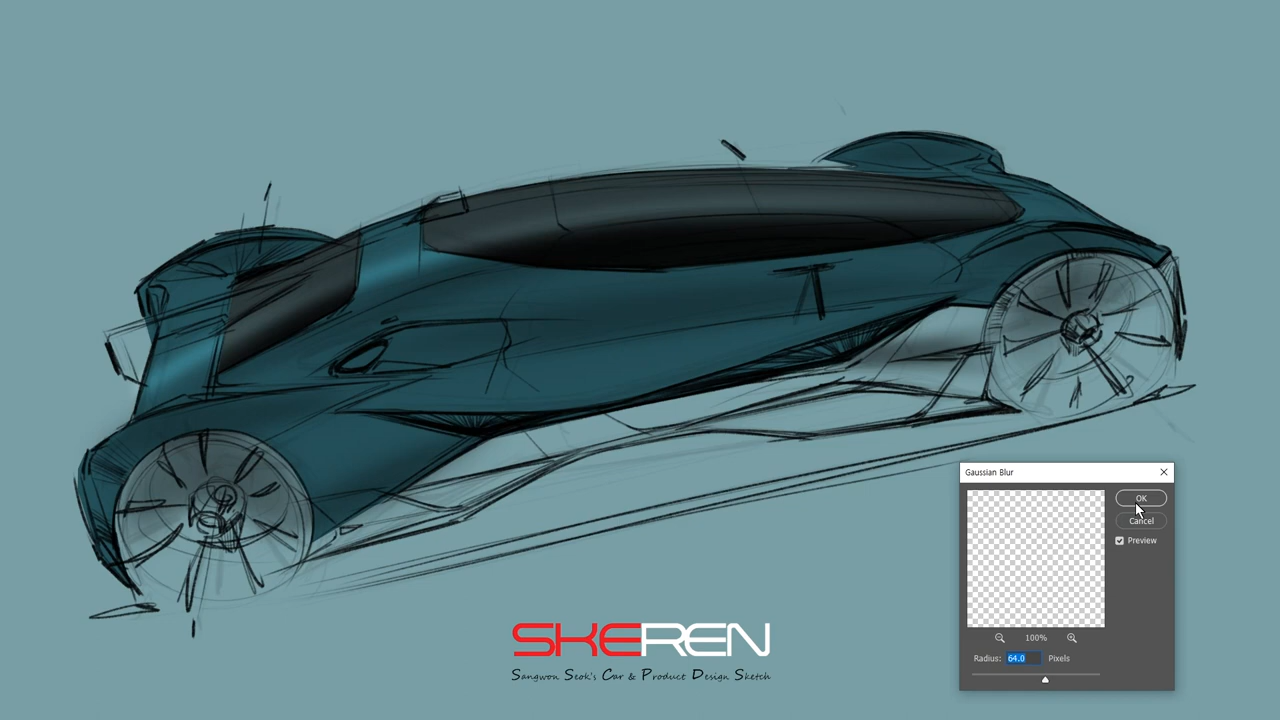 Gaussian Blur
OK
Cancel
Preview
100%
Radius: 64.0 Pixels
SKEREN
Sangwon Seok's Car & Product Design Sketch